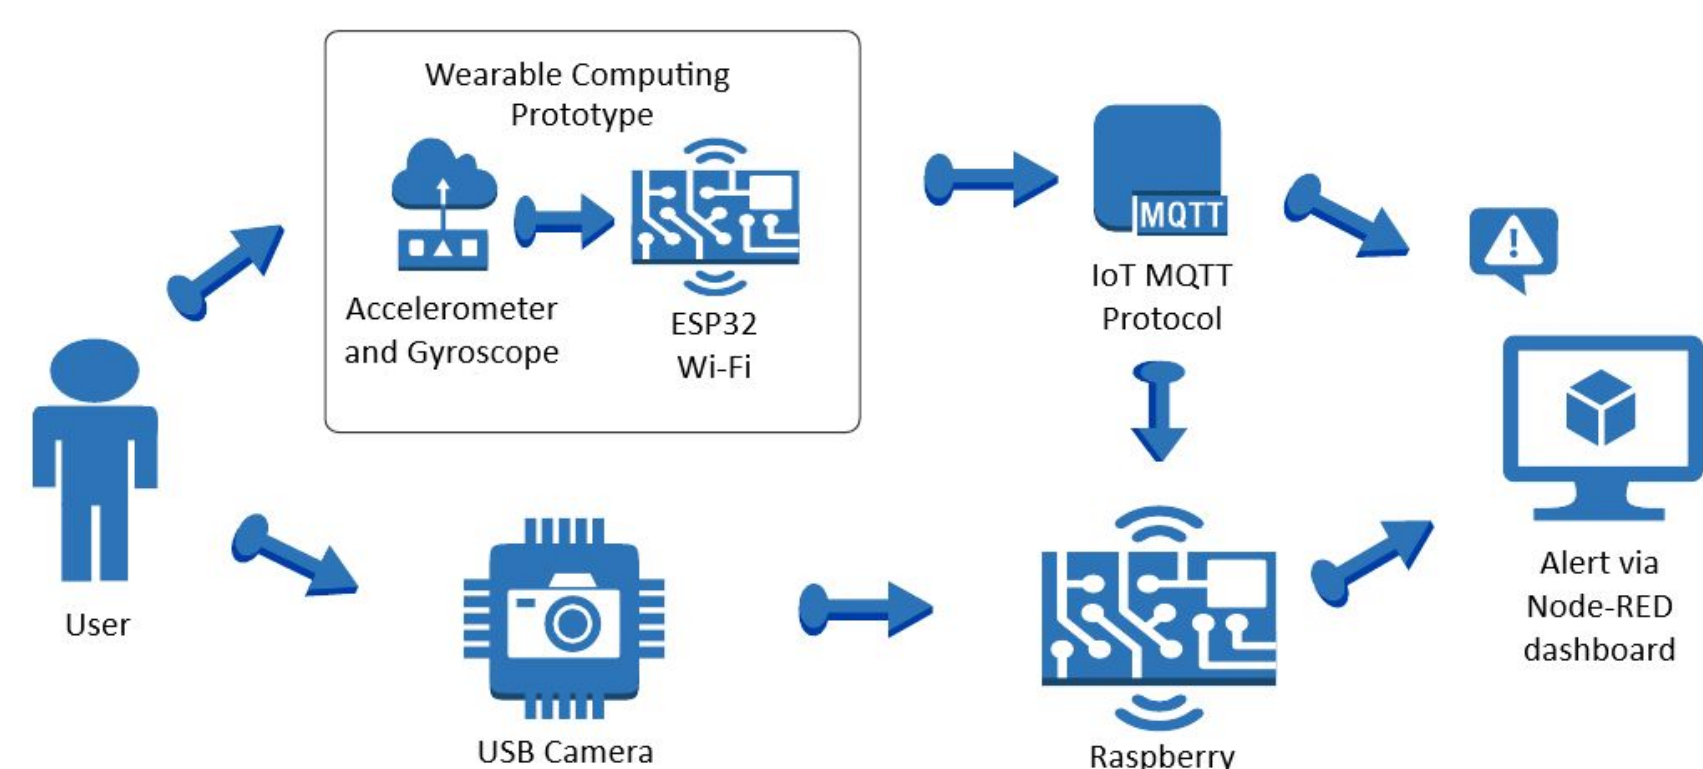 Wearable Computing
Prototype
Accelerometer
and Gyroscope
ESP32
Wi-Fi
MQTT
IoT MQTT
Protocol
User
USB Camera
Raspberry
Alert via
Node-RED
dashboard